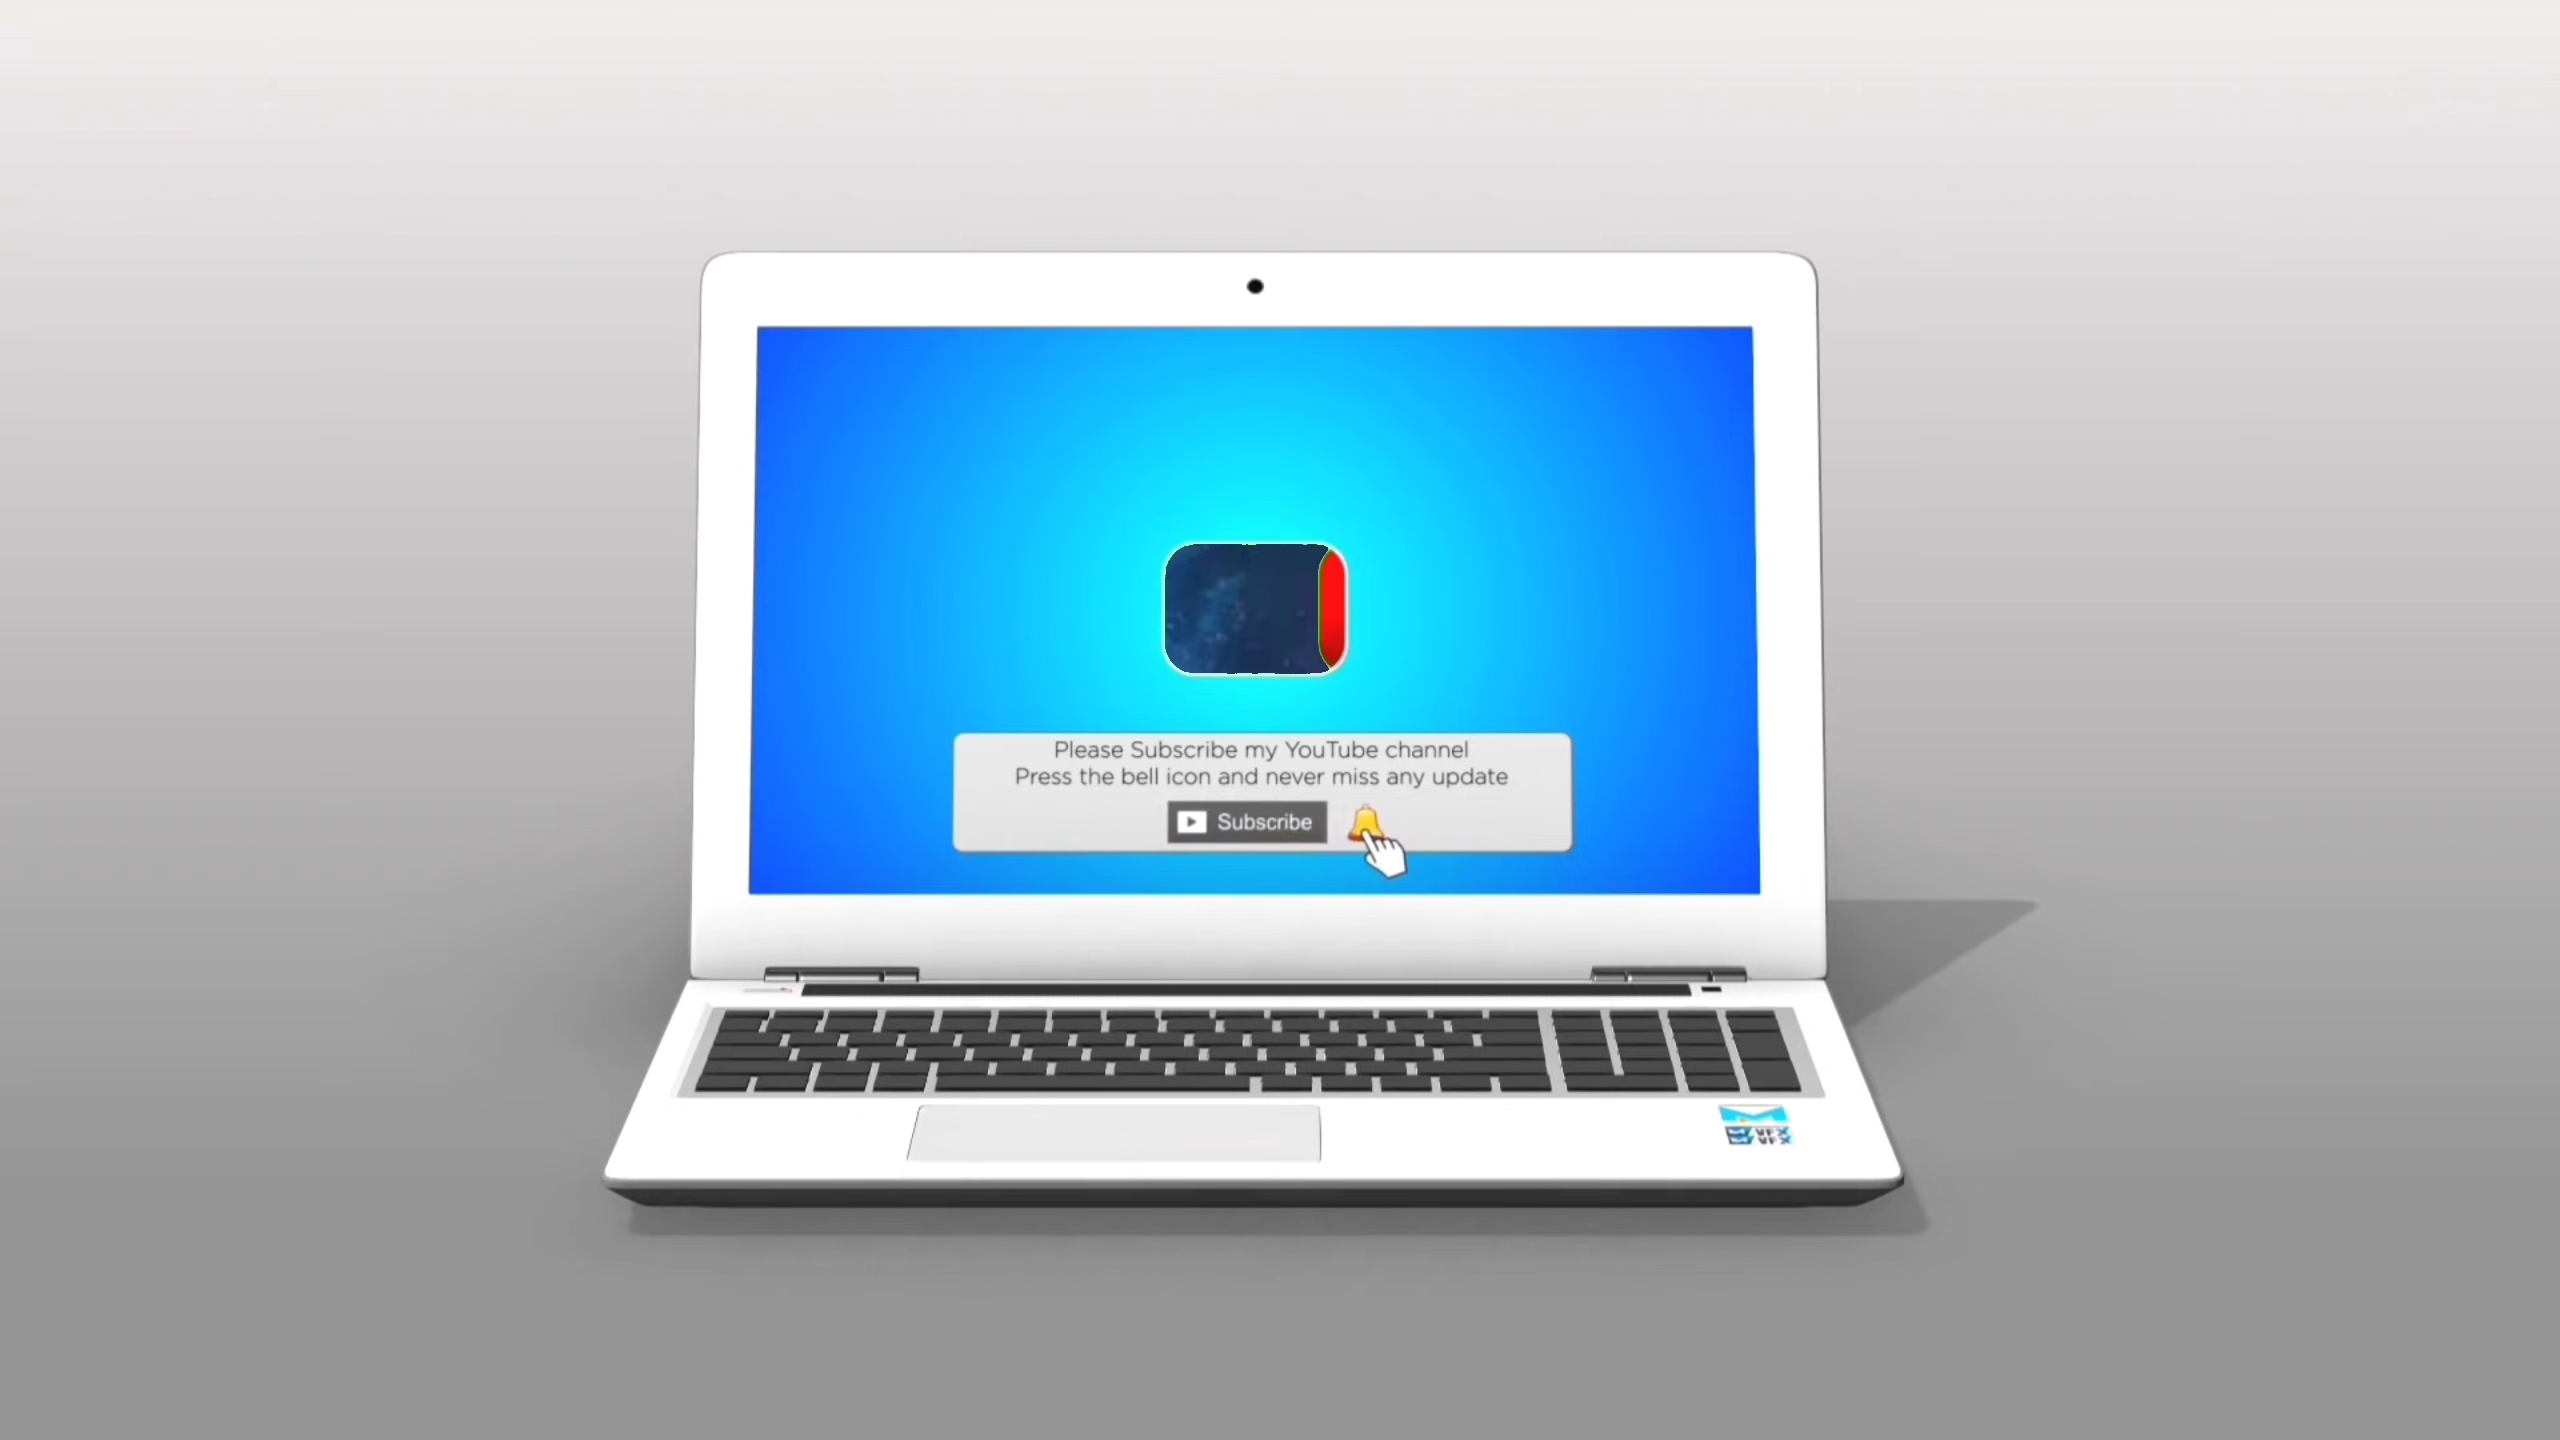 Please Subscribe my YouTube channel
Press the bell icon and never miss any update
Subscribe